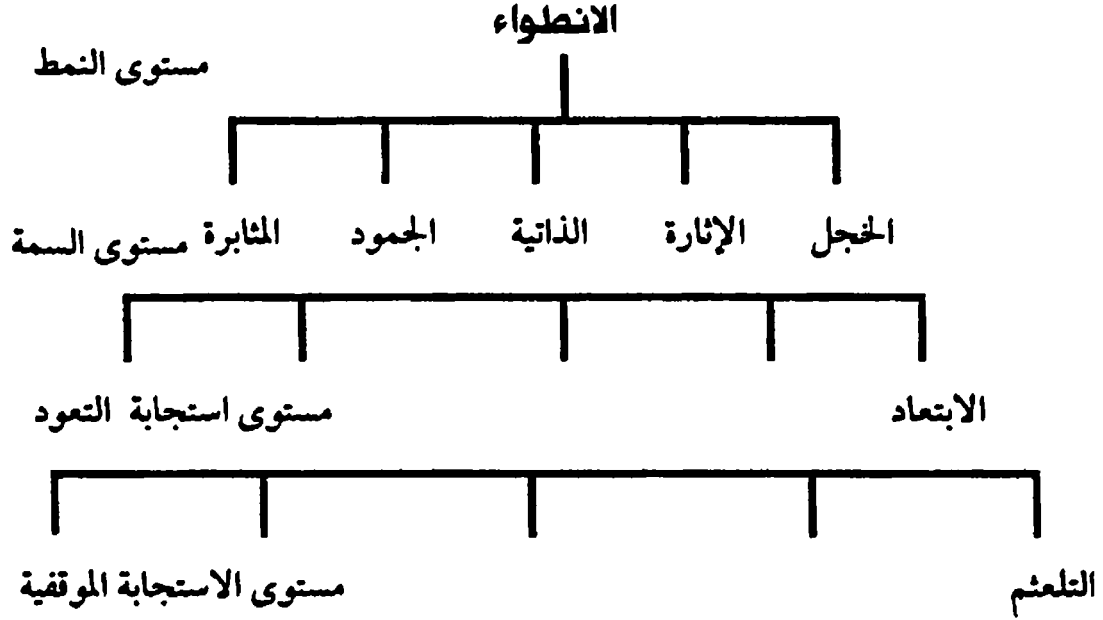 الانطواء
مستوى النمط
الخجل الإثارة الذاتية الجمود المثابرة مستوى السمة
الابتعاد مستوى استجابة التعود
التلعثم مستوى الاستجابة الموقفية